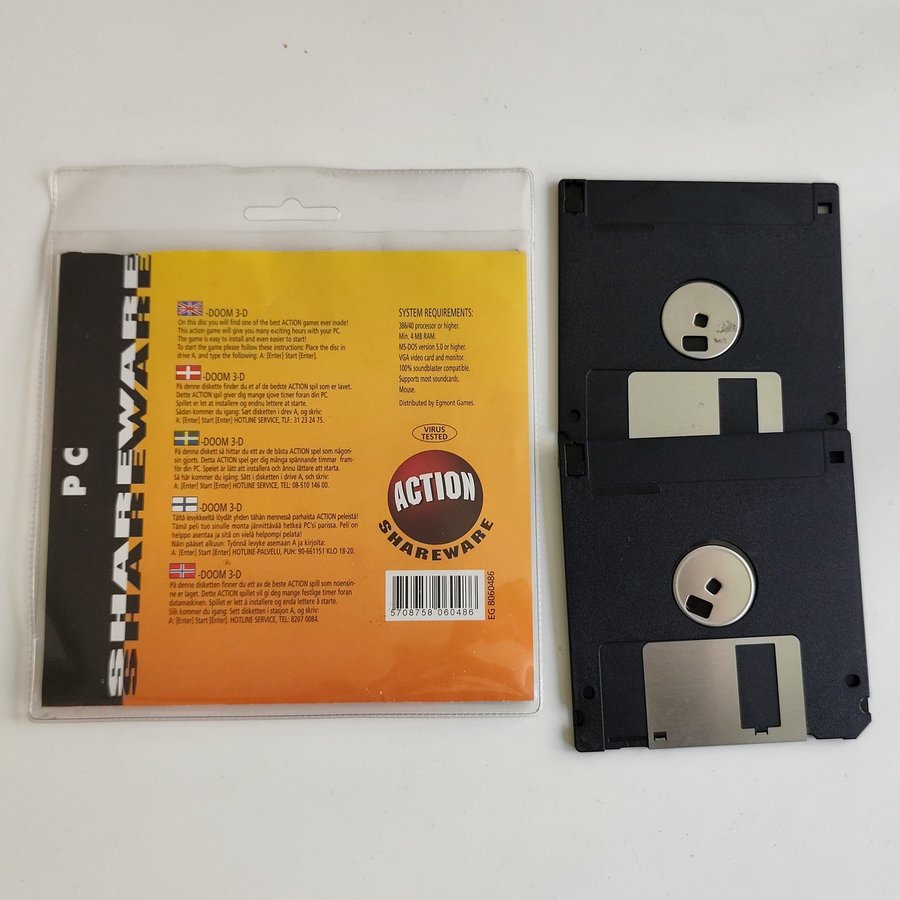 PC
SHAREWARE
-DOOM 3-D
On this disc you will find one of the best ACTION games ever made!
This action game will give you many exciting hours with your PC.
The game is easy to install and even easier to start!
To start the game please follow these instructions: Place the disc in
drive A, and type the following: A: [Enter] Start [Enter].
-DOOM 3-D
På denne diskette finder du et af de bedste ACTION spil som er lavet.
Dette ACTION spil giver dig mange sjove timer foran din PC.
Spillet er let at installere og endnu lettere at starte.
Sådan kommer du igang: Sæt disketten i drev A, og skriv:
A: [Enter] Start [Enter] HOTLINE SERVICE, TLF.: 31 23 24 75.
-DOOM 3-D
På denna diskett så hittar du ett av de bästa ACTION spel som någon-
sin gjorts. Detta ACTION spel ger dig många spännande timmar fram-
för din PC. Spelet är lätt att installera och ännu lättare att starta.
Så här kommer du igång: Sätt i disketten i drive A, och skriv:
A: [Enter] Start [Enter] HOTLINE SERVICE, TEL: 08-510 146 00.
-DOOM 3-D
Tältä levykkeeltä löydät yhden tähän mennessä parhaista ACTION peleistä!
Tämä peli tuo sinulle monta jännittävää hetkeä PC'si parissa. Peli on
helppo asentaa ja sitä on vielä helpompi pelata!
Näin pääset alkuun: Työnnä levyke asemaan A ja kirjoita:
A: [Enter] Start [Enter] HOTLINE-PALVELU, PUH: 90-661151 KLO 18-20.
-DOOM 3-D
På denne disketten finner du ett av de beste ACTION spill som noensin-
ne er laget. Dette ACTION spillet vil gi deg mange festlige timer foran
datamaskinen. Spillet er lett å installere og enda lettere å starte.
Slik kommer du igang: Sett disketten i stasjon A, og skriv:
A: [Enter] Start [Enter]. HOTLINE SERVICE, TEL: 8207 0084.
SYSTEM REQUIREMENTS:
386/40 processor or higher.
Min. 4 MB RAM.
MS-DOS version 5.0 or higher.
VGA video card and monitor.
100% soundblaster compatible.
Supports most soundcards.
Mouse.
Distributed by Egmont Games.
VIRUS
TESTED
ACTION
SHAREWARE
5708758 060486
EG 8060486